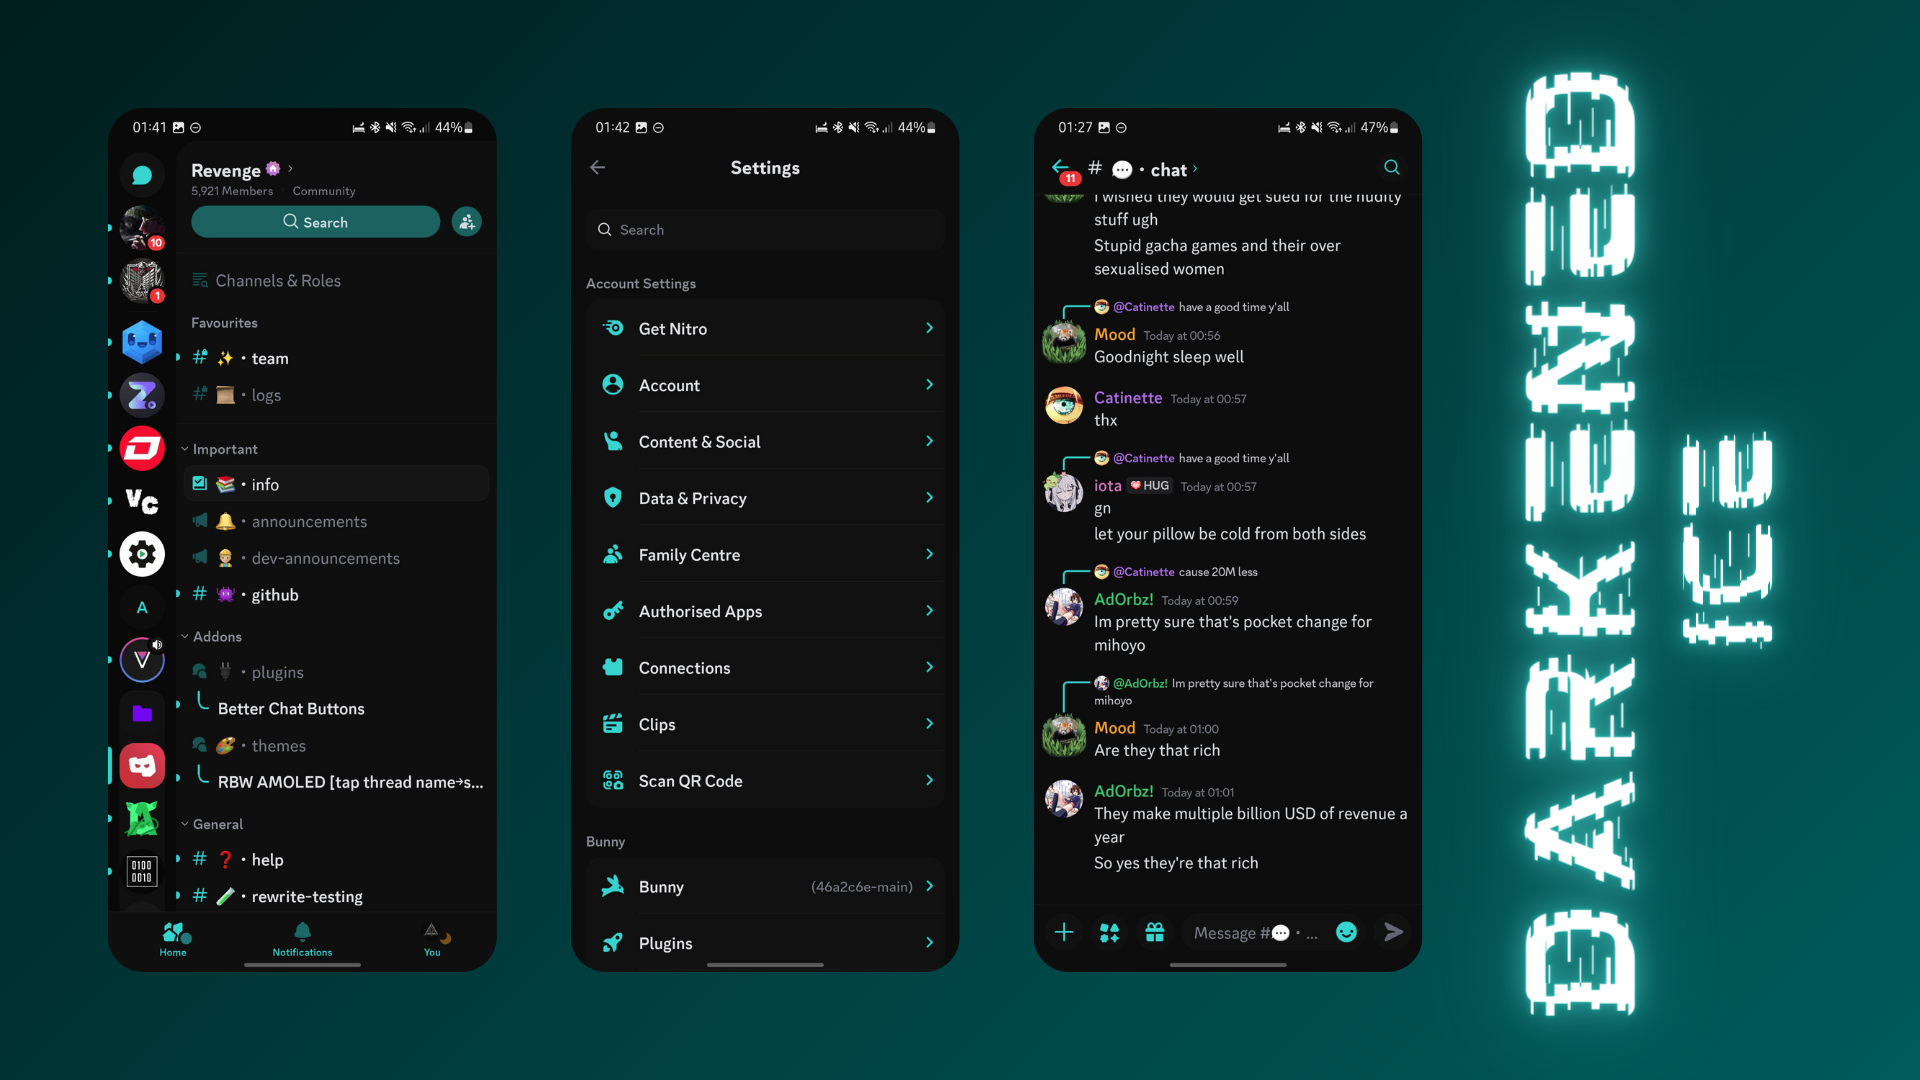 01:41
44%
Revenge
5,921 Members
Community
Search
10
1
Channels & Roles
Favourites
# ✨ • team
# 📜 • logs
Important
📚 • info
🔔 • announcements
👷 • dev-announcements
# 👾 • github
Addons
🔌 • plugins
Better Chat Buttons
🎨 • themes
RBW AMOLED [tap thread name→s...
General
# ❓ • help
# 🧪 • rewrite-testing
VC
A
0100
0010
Home
Notifications
You
01:42
44%
Settings
Search
Account Settings
Get Nitro
Account
Content & Social
Data & Privacy
Family Centre
Authorised Apps
Connections
Clips
Scan QR Code
Bunny
Bunny
(46a2c6e-main)
Plugins
01:27
47%
11
# 💬 • chat
I wished they would get sued for the nudity
stuff ugh
Stupid gacha games and their over
sexualised women
@Catinette have a good time y'all
Mood Today at 00:56
Goodnight sleep well
Catinette Today at 00:57
thx
@Catinette have a good time y'all
iota ❤️ HUG Today at 00:57
gn
let your pillow be cold from both sides
@Catinette cause 20M less
AdOrbz! Today at 00:59
Im pretty sure that's pocket change for
mihoyo
@AdOrbz! Im pretty sure that's pocket change for
mihoyo
Mood Today at 01:00
Are they that rich
AdOrbz! Today at 01:01
They make multiple billion USD of revenue a
year
So yes they're that rich
Message #💬 • ...
DARKENED
ICE